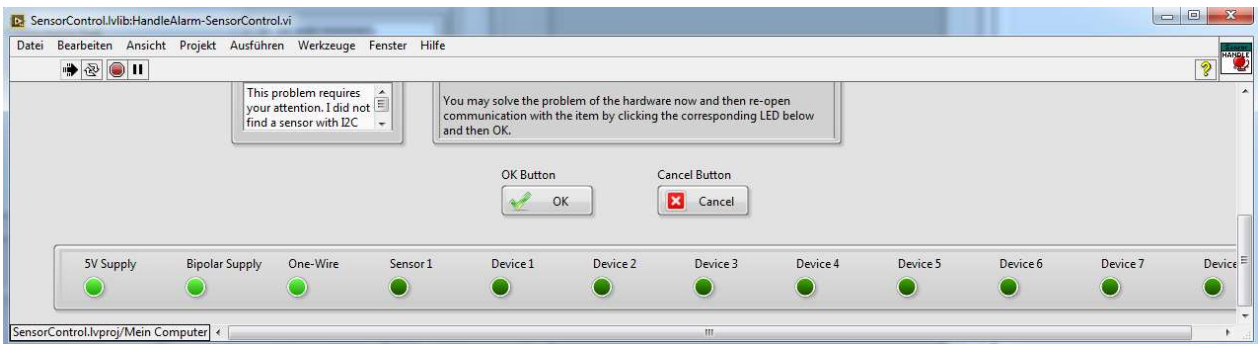 SensorControl.lvlib:HandleAlarm-SensorControl.vi
Datei Bearbeiten Ansicht Projekt Ausführen Werkzeuge Fenster Hilfe
HANDLE
This problem requires
your attention. I did not
find a sensor with I2C
You may solve the problem of the hardware now and then re-open
communication with the item by clicking the corresponding LED below
and then OK.
OK Button Cancel Button
OK Cancel
5V Supply Bipolar Supply One-Wire Sensor 1 Device 1 Device 2 Device 3 Device 4 Device 5 Device 6 Device 7 Device
SensorControl.lvproj/Mein Computer